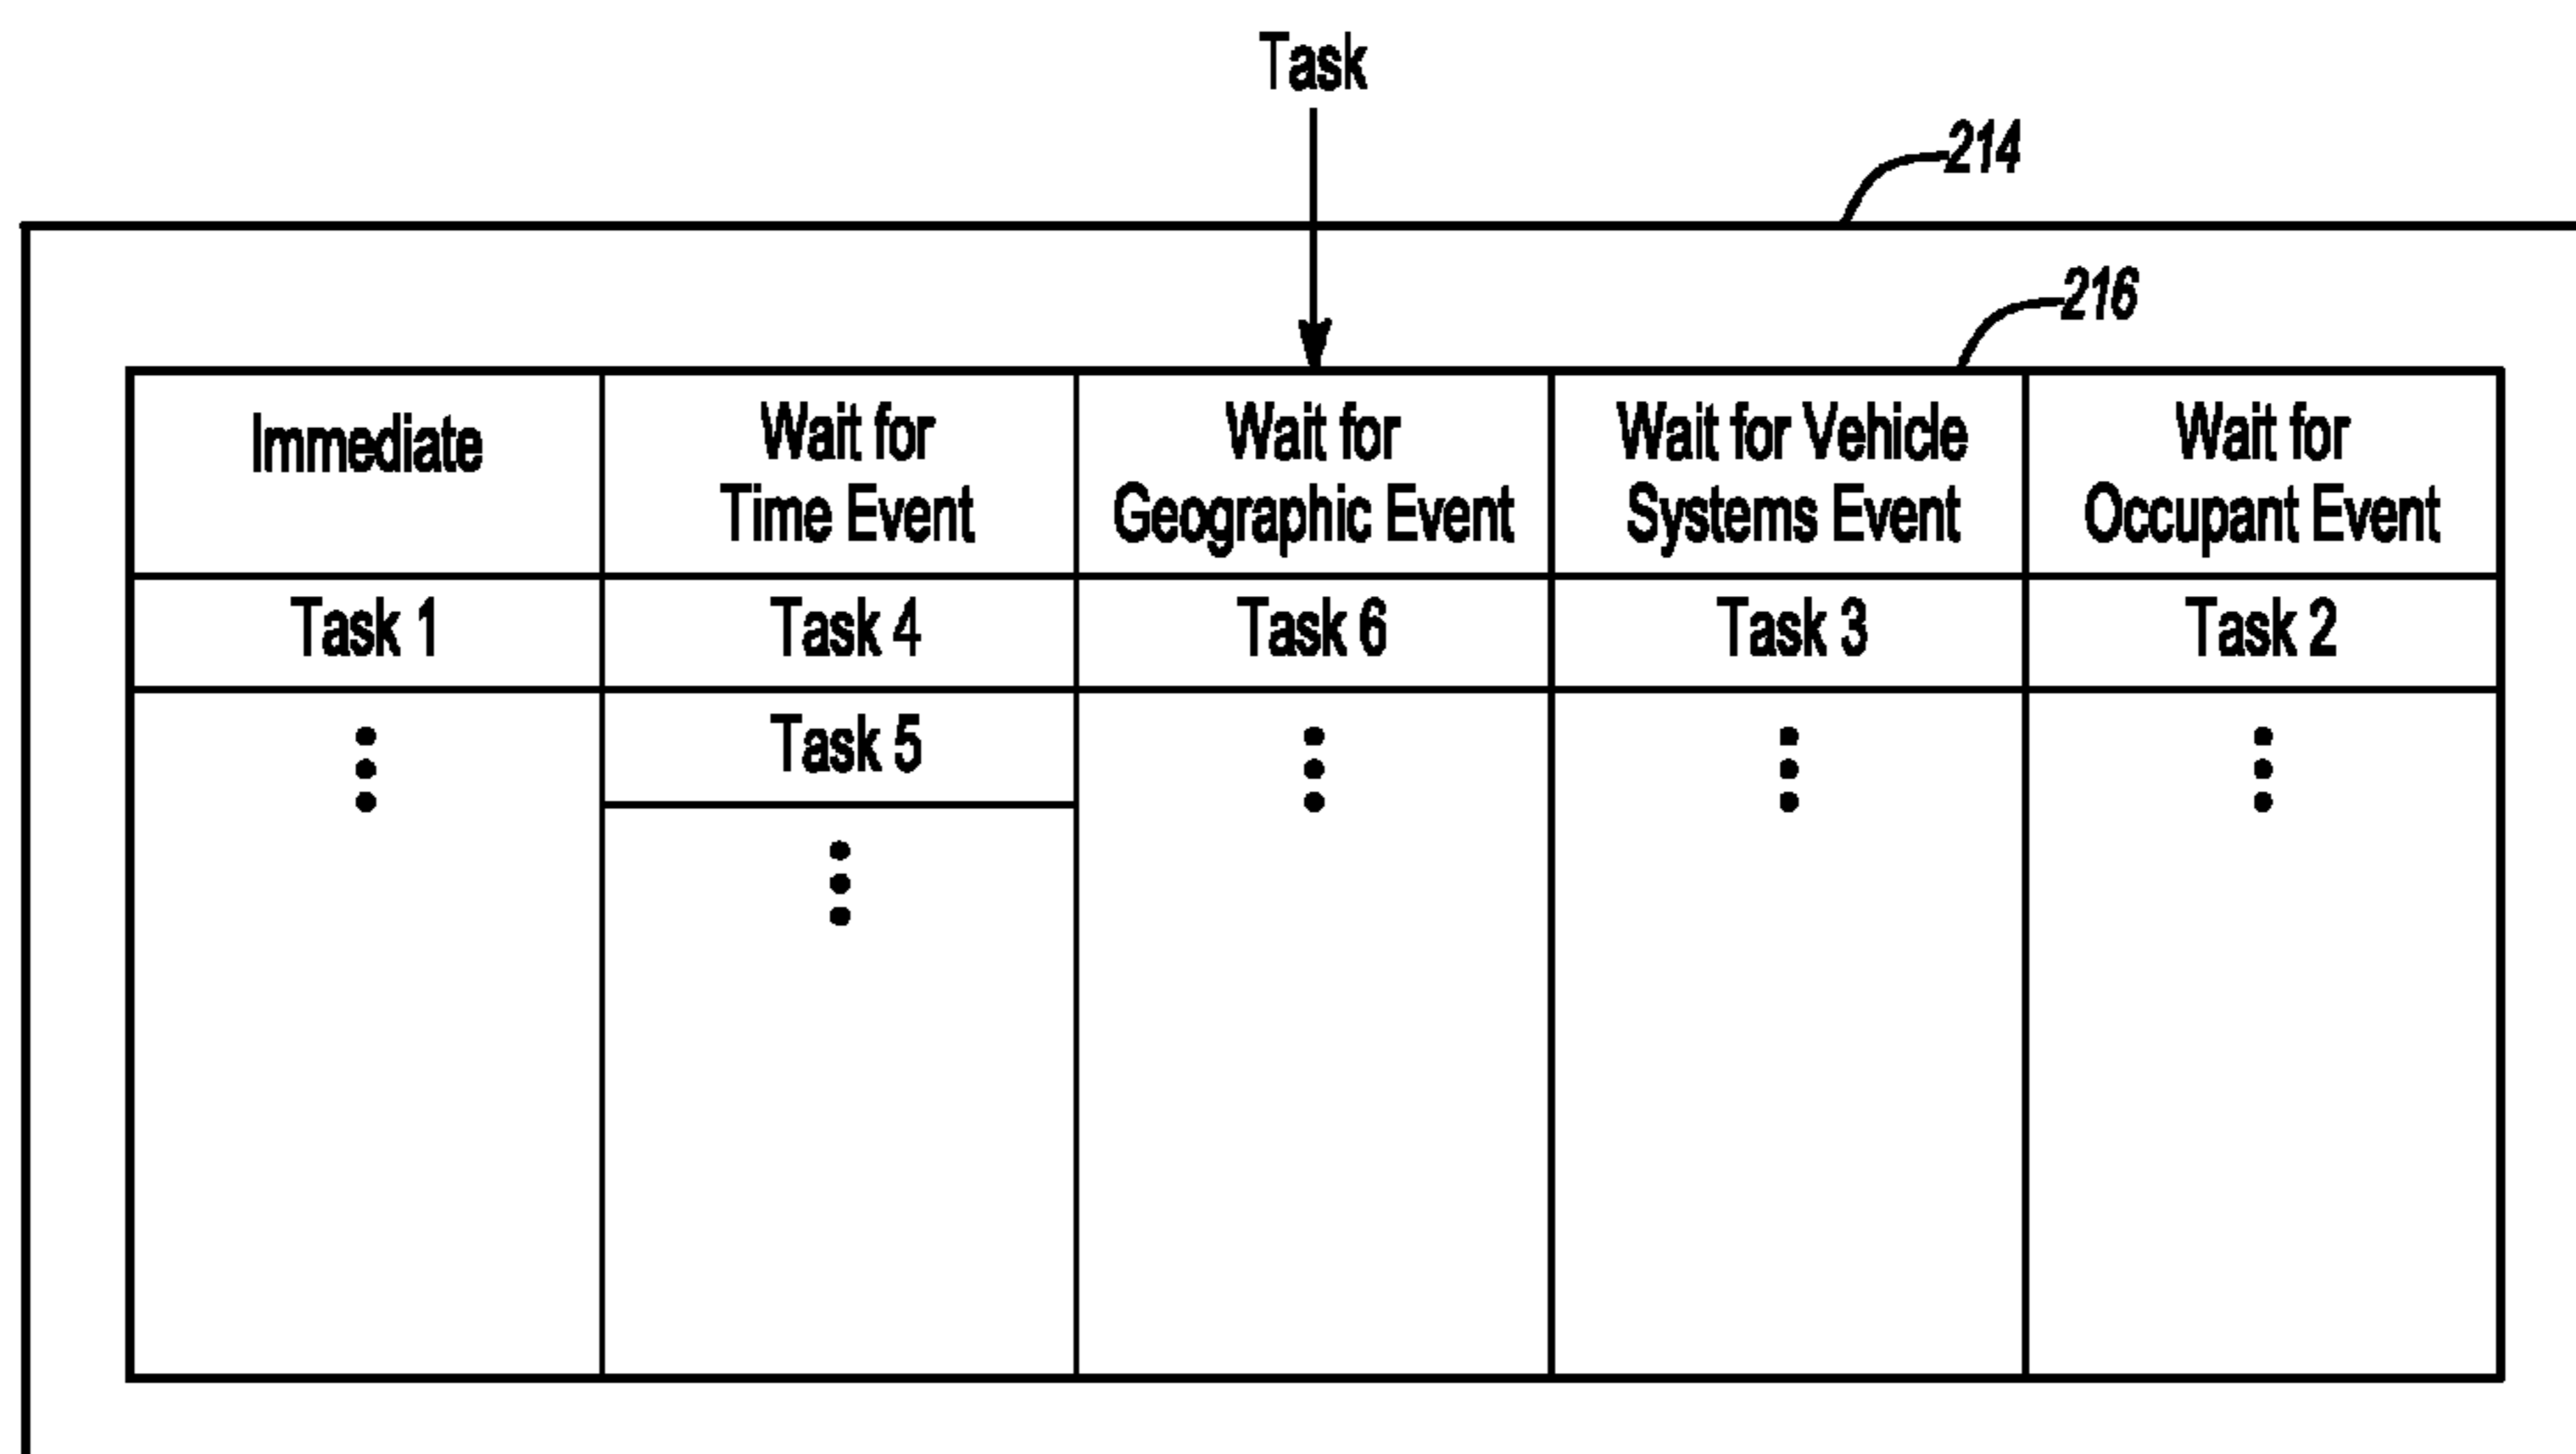 Task
214
216
Immediate
Wait for
Time Event
Wait for
Geographic Event
Wait for Vehicle
Systems Event
Wait for
Occupant Event
Task 1
Task 4
Task 6
Task 3
Task 2
Task 5